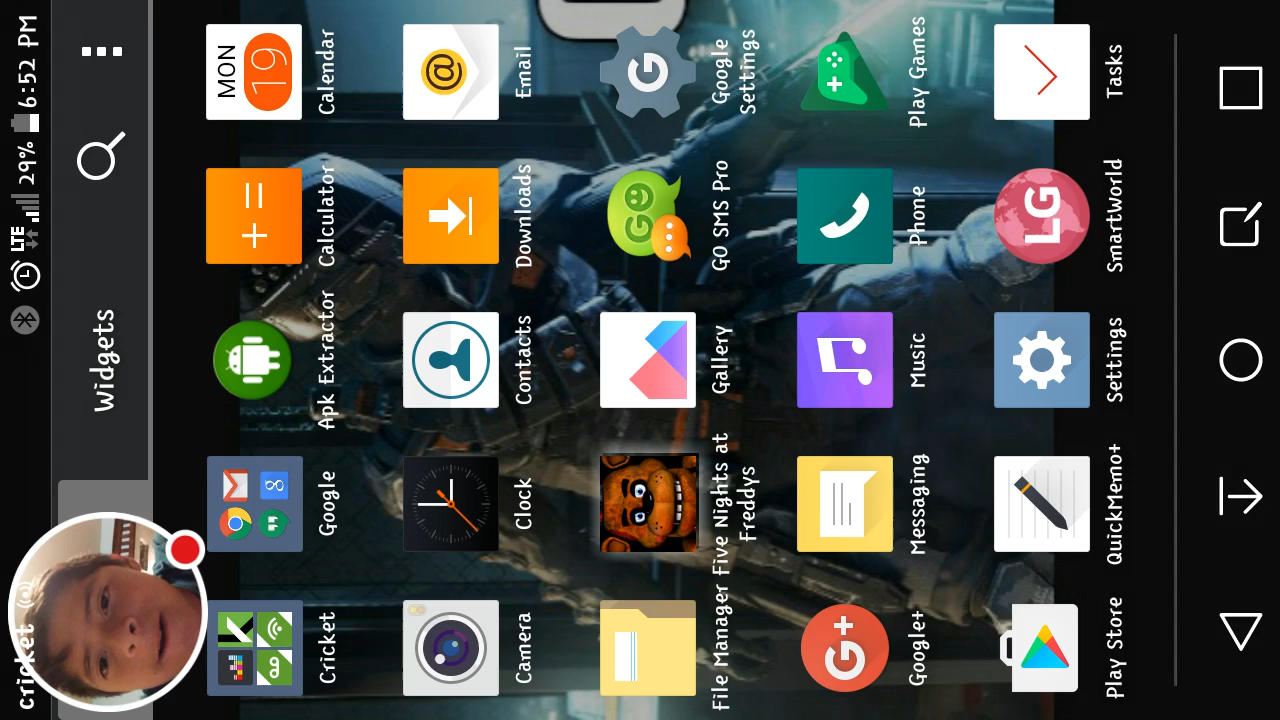 cricket
LTE 29% 6:52 PM
Widgets
MON
19
=
+
8
Cricket
Google
Apk Extractor
Calculator
Calendar
@
Camera
Clock
Contacts
Downloads
Email
GO
G
File Manager
Five Nights at
Freddys
Gallery
GO SMS Pro
Google
Settings
G+
Google+
Messaging
Music
Phone
Play Games
LG
Play Store
QuickMemo+
Settings
Smartworld
Tasks